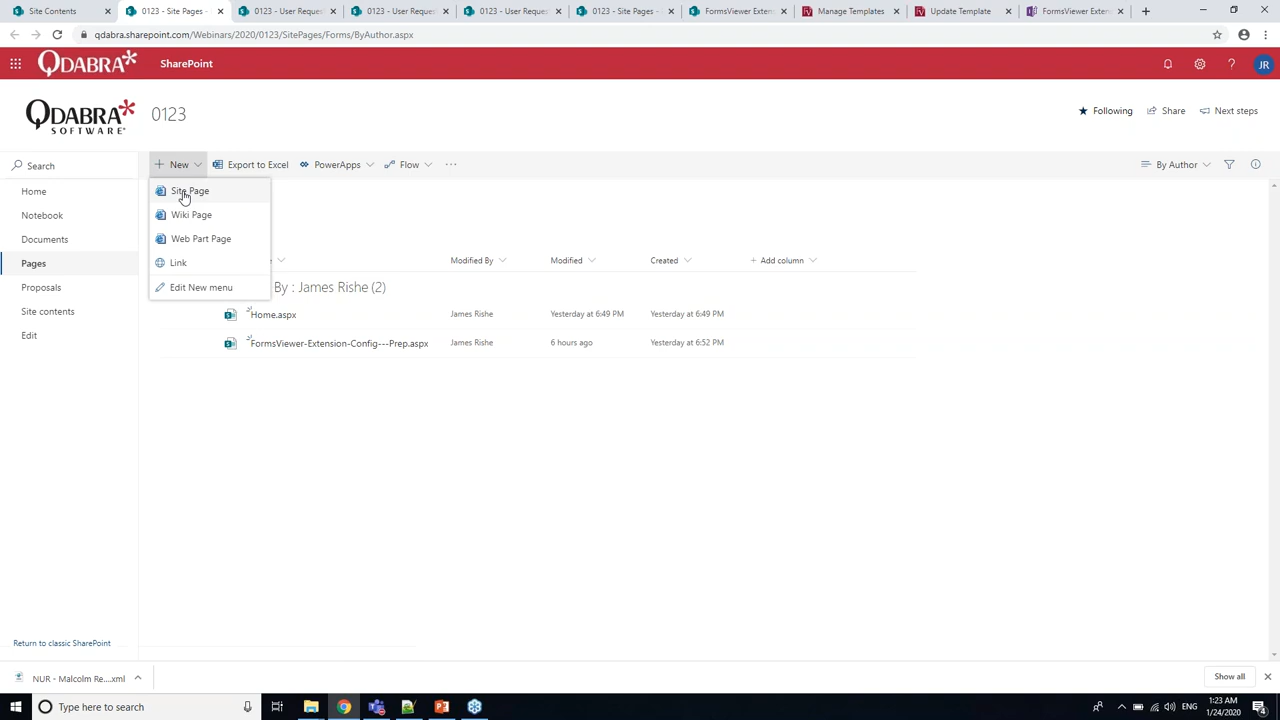 Site Contents
0123 - Site Pages -
0123 - User Reque
0123 - User Reques
0123 - User Reques
0123 - Site Pages -
FormsViewer Exten
Manage Templates
Update Template
FormsViewer Exten
qdabra.sharepoint.com/Webinars/2020/0123/SitePages/Forms/ByAuthor.aspx
QDABRA*
SharePoint
JR
QDABRA*
SOFTWARE®
0123
Following
Share
Next steps
Search
New
Export to Excel
PowerApps
Flow
By Author
Home
Notebook
Documents
Pages
Proposals
Site contents
Edit
Site Page
Wiki Page
Web Part Page
Link
Edit New menu
Modified By
Modified
Created
Add column
By : James Rishe (2)
Home.aspx
James Rishe
Yesterday at 6:49 PM
Yesterday at 6:49 PM
FormsViewer-Extension-Config---Prep.aspx
James Rishe
6 hours ago
Yesterday at 6:52 PM
Return to classic SharePoint
NUR - Malcolm Re....xml
Show all
Type here to search
ENG
1:23 AM
1/24/2020
4